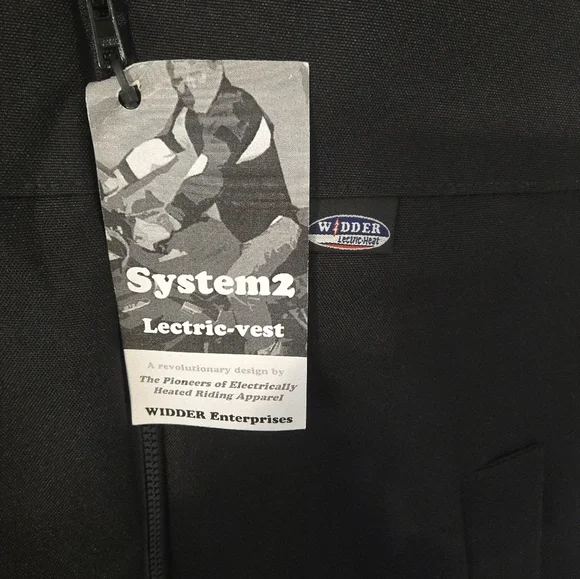 System2
Lectric-vest
A revolutionary design by
The Pioneers of Electrically
Heated Riding Apparel
WIDDER Enterprises
WIDDER
Lectric-Heat